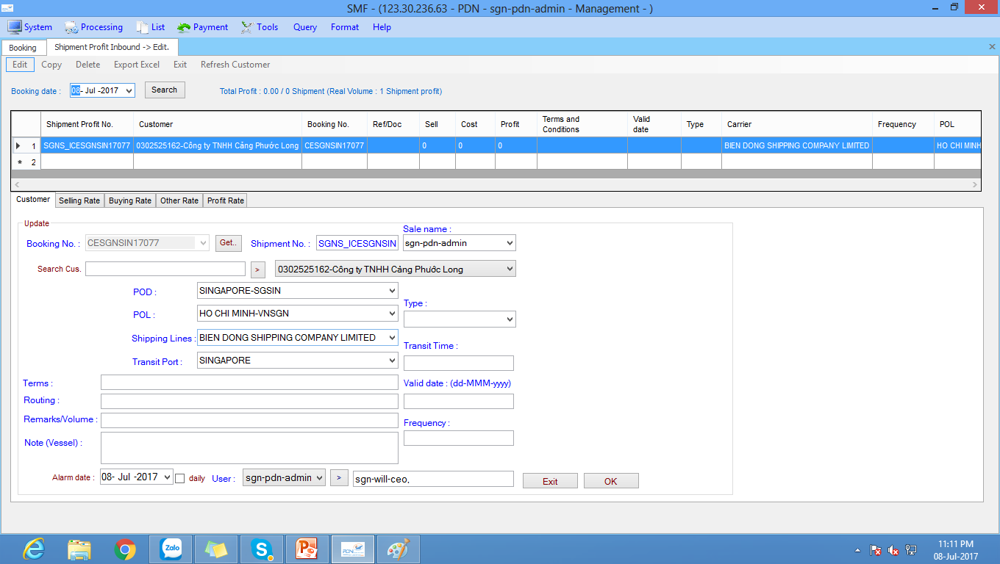 SMF - (123.30.236.63 - PDN - sgn-pdn-admin - Management - )
System Processing List Payment Tools Query Format Help
Booking Shipment Profit Inbound -> Edit.
Edit Copy Delete Export Excel Exit Refresh Customer
Booking date : 08- Jul -2017 Search Total Profit : 0.00 / 0 Shipment (Real Volume : 1 Shipment profit)
Shipment Profit No. Customer Booking No. Ref/Doc Sell Cost Profit Terms and Conditions Valid date Type Carrier Frequency POL
1 SGNS_ICESGNSIN17077 0302525162-Công ty TNHH Cảng Phước Long CESGNSIN17077 0 0 0 BIEN DONG SHIPPING COMPANY LIMITED HO CHI MINH
* 2
Customer Selling Rate Buying Rate Other Rate Profit Rate
Update
Sale name :
Booking No. : CESGNSIN17077 Get.. Shipment No. : SGNS_ICESGNSIN sgn-pdn-admin
Search Cus. > 0302525162-Công ty TNHH Cảng Phước Long
POD : SINGAPORE-SGSIN
Type :
POL : HO CHI MINH-VNSGN
Shipping Lines : BIEN DONG SHIPPING COMPANY LIMITED
Transit Time :
Transit Port : SINGAPORE
Terms : Valid date : (dd-MMM-yyyy)
Routing :
Remarks/Volume :
Frequency :
Note (Vessel) :
Alarm date : 08- Jul -2017 daily User : sgn-pdn-admin > sgn-will-ceo, Exit OK
Zalo
PDN
11:11 PM
08-Jul-2017